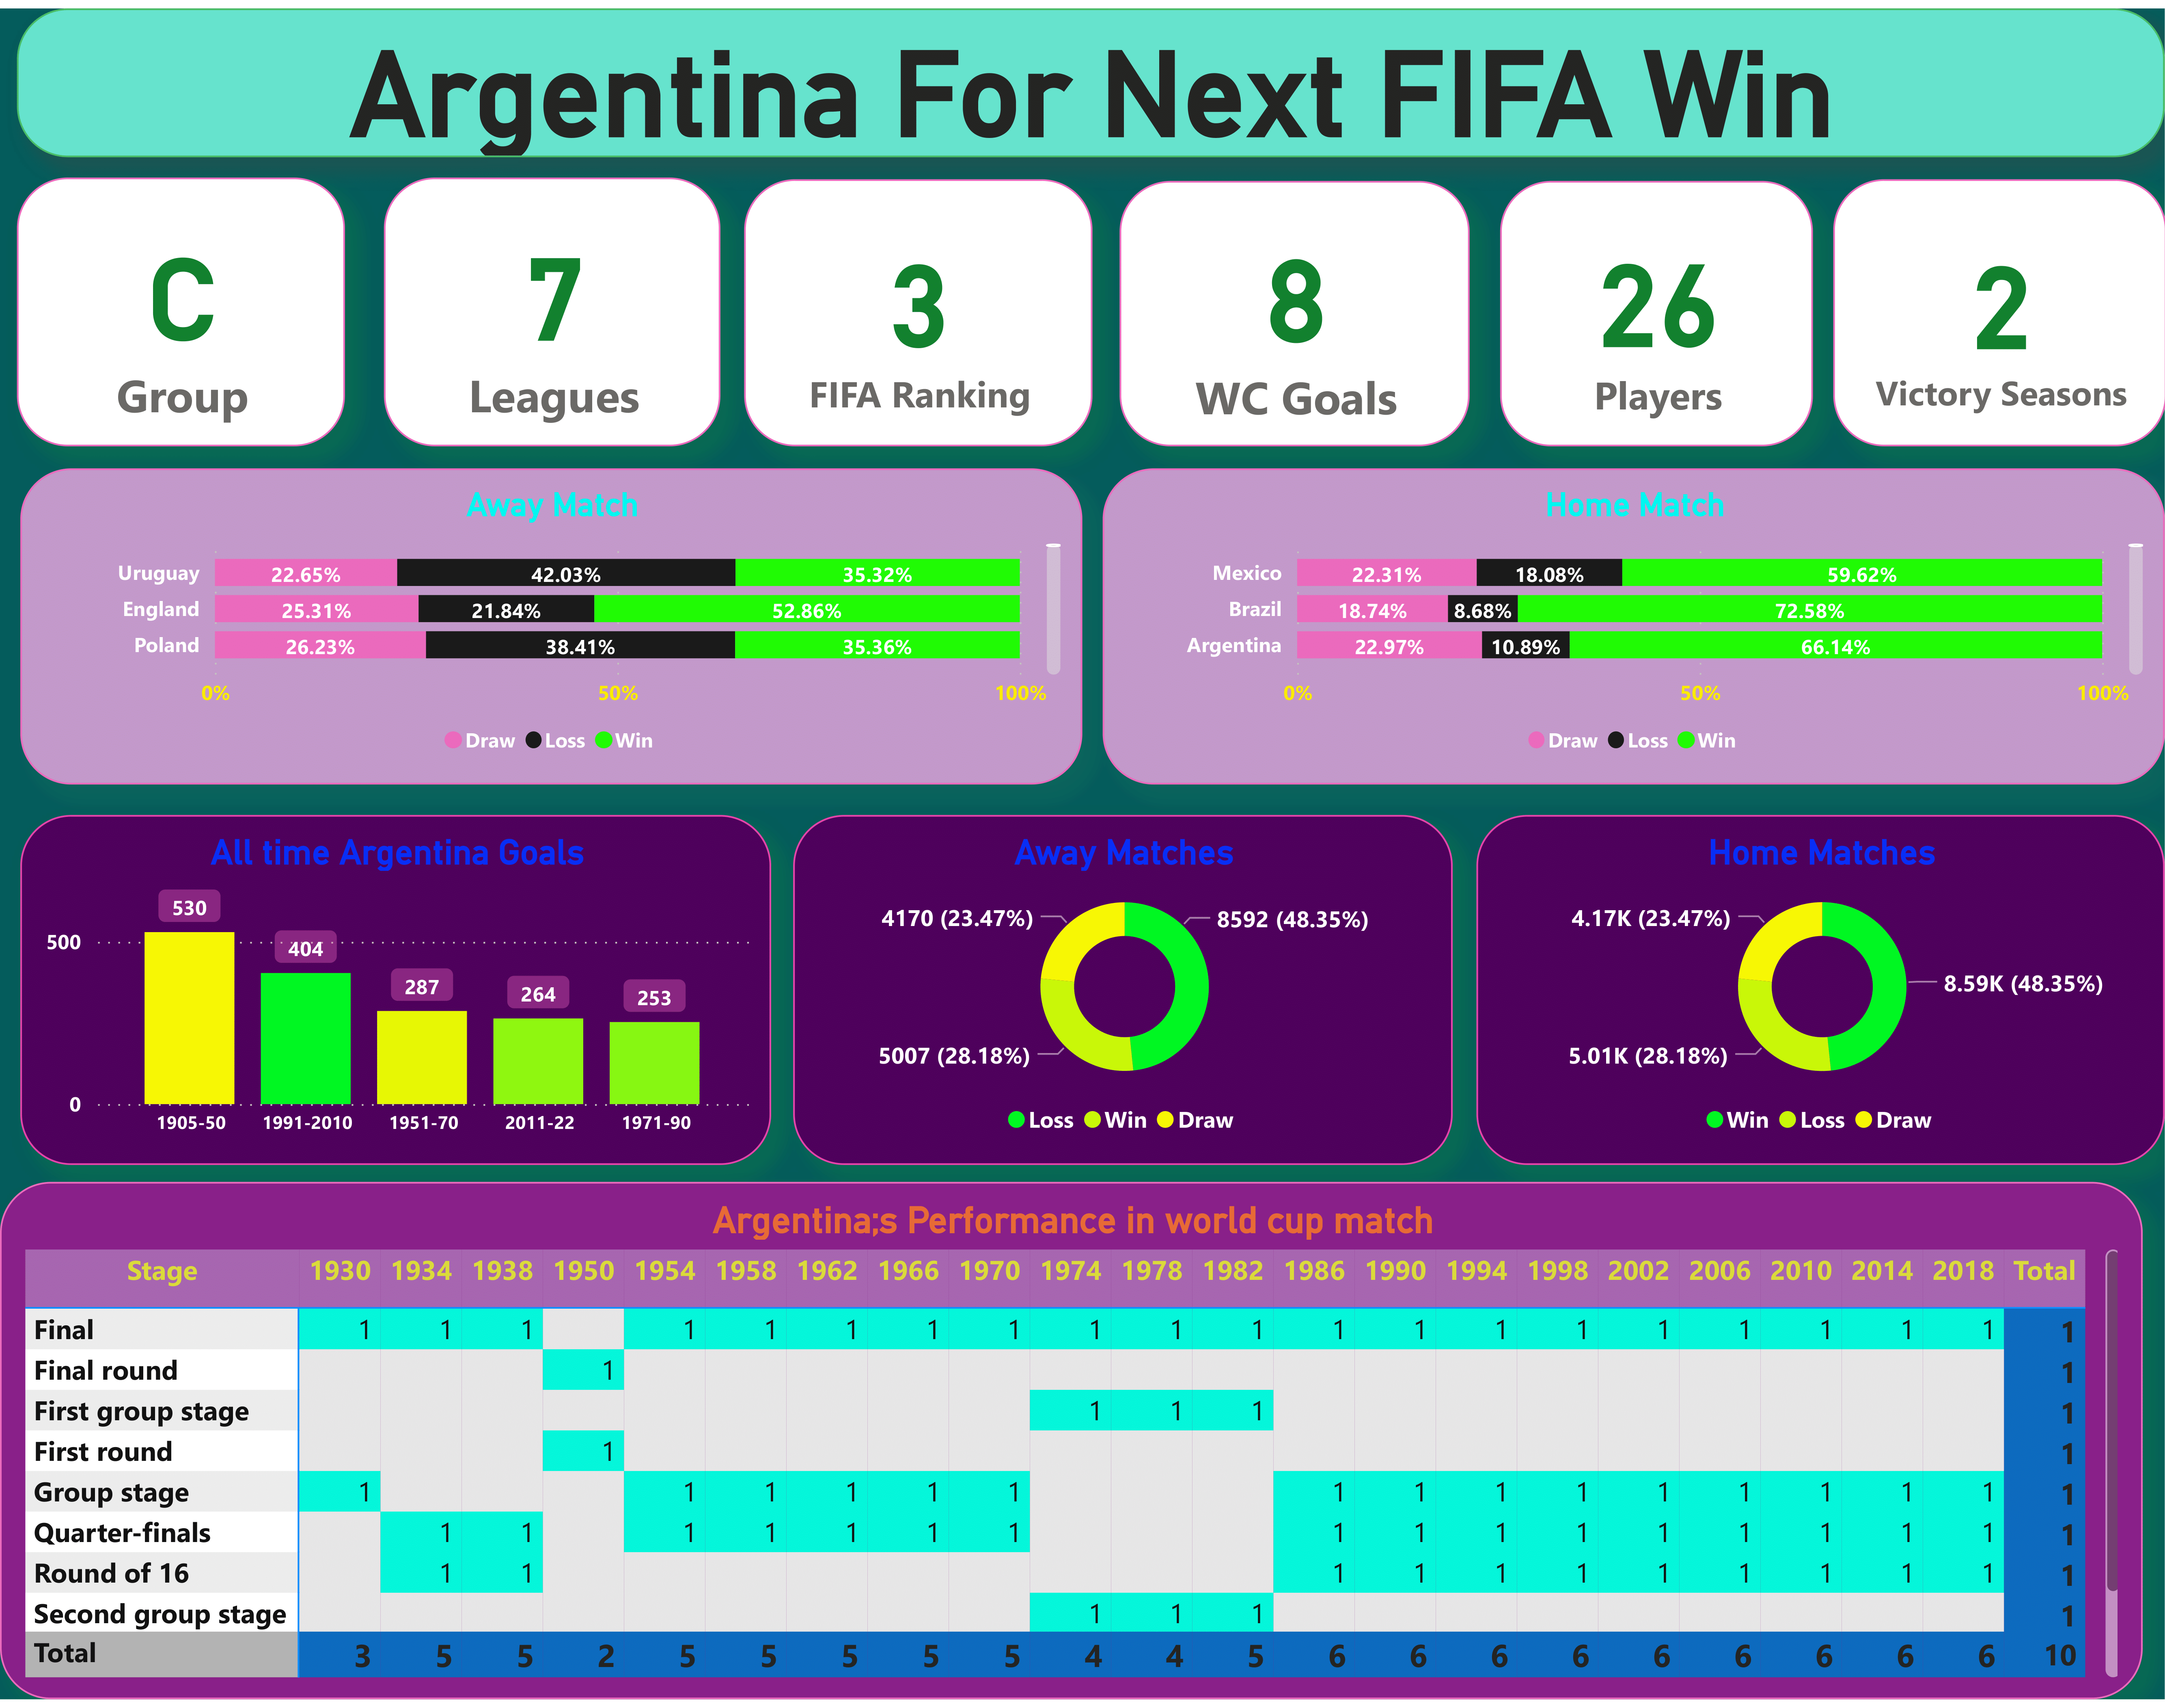 Argentina For Next FIFA Win
C 7 3 8 26 2
Group Leagues FIFA Ranking WC Goals Players Victory Seasons
Away Match
Uruguay 22.65% 42.03% 35.32%
England 25.31% 21.84% 52.86%
Poland 26.23% 38.41% 35.36%
0% 50% 100%
Draw Loss Win
Home Match
Mexico 22.31% 18.08% 59.62%
Brazil 18.74% 8.68% 72.58%
Argentina 22.97% 10.89% 66.14%
0% 50% 100%
Draw Loss Win
All time Argentina Goals
530
500
404
287
264
253
0
1905-50 1991-2010 1951-70 2011-22 1971-90
Away Matches
4170 (23.47%) 8592 (48.35%)
5007 (28.18%)
Loss Win Draw
Home Matches
4.17K (23.47%)
8.59K (48.35%)
5.01K (28.18%)
Win Loss Draw
Argentina;s Performance in world cup match
Stage 1930 1934 1938 1950 1954 1958 1962 1966 1970 1974 1978 1982 1986 1990 1994 1998 2002 2006 2010 2014 2018 Total
Final 1 1 1 1 1 1 1 1 1 1 1 1 1 1 1 1 1 1 1 1 1
Final round 1 1
First group stage 1 1 1 1
First round 1 1
Group stage 1 1 1 1 1 1 1 1 1 1 1 1 1 1 1 1
Quarter-finals 1 1 1 1 1 1 1 1 1 1 1 1 1 1 1 1 1
Round of 16 1 1 1 1 1 1 1 1 1 1 1 1
Second group stage 1 1 1 1
Total 3 5 5 2 5 5 5 5 5 4 4 5 6 6 6 6 6 6 6 6 6 10